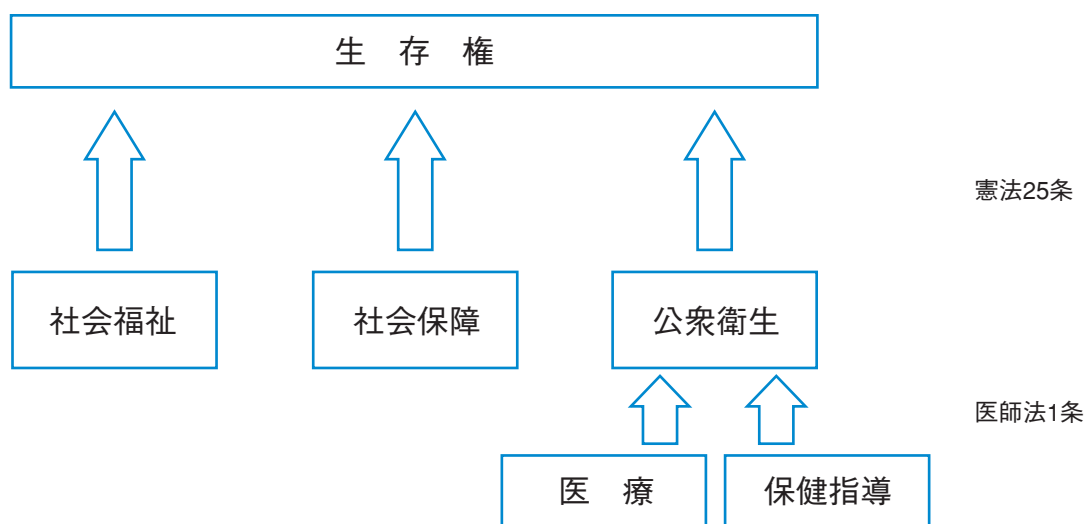 生 存 権
憲法25条
社会福祉
社会保障
公衆衛生
医師法1条
医 療
保健指導